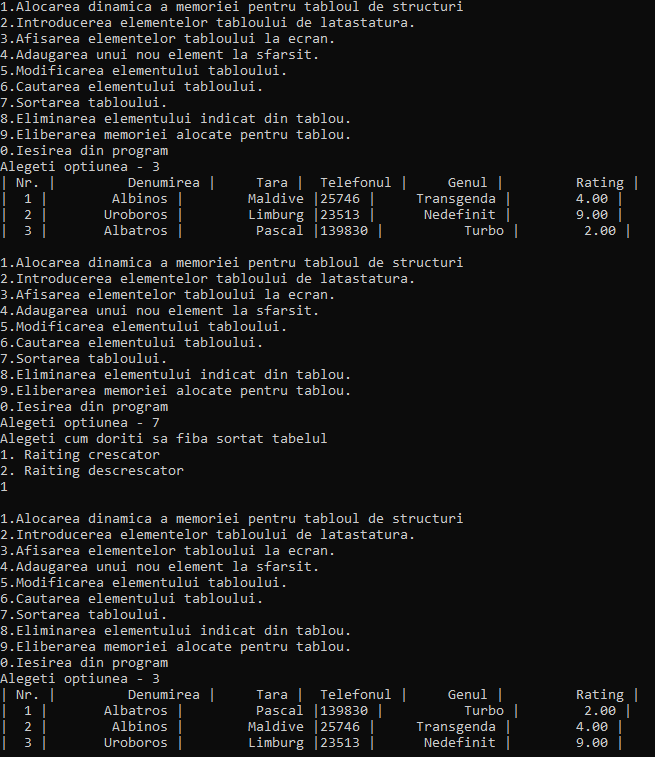 1.Alocarea dinamica a memoriei pentru tabloul de structuri
2.Introducerea elementelor tabloului de latastatura.
3.Afisarea elementelor tabloului la ecran.
4.Adaugarea unui nou element la sfarsit.
5.Modificarea elementului tabloului.
6.Cautarea elementului tabloului.
7.Sortarea tabloului.
8.Eliminarea elementului indicat din tablou.
9.Eliberarea memoriei alocate pentru tablou.
0.Iesirea din program
Alegeti optiunea - 3
| Nr. |         Denumirea |     Tara |  Telefonul |     Genul |         Rating |
|  1 |        Albinos |        Maldive |25746 |     Transgenda |        4.00 |
|  2 |       Uroboros |        Limburg |23513 |      Nedefinit |        9.00 |
|  3 |       Albatros |         Pascal |139830 |          Turbo |        2.00 |

1.Alocarea dinamica a memoriei pentru tabloul de structuri
2.Introducerea elementelor tabloului de latastatura.
3.Afisarea elementelor tabloului la ecran.
4.Adaugarea unui nou element la sfarsit.
5.Modificarea elementului tabloului.
6.Cautarea elementului tabloului.
7.Sortarea tabloului.
8.Eliminarea elementului indicat din tablou.
9.Eliberarea memoriei alocate pentru tablou.
0.Iesirea din program
Alegeti optiunea - 7
Alegeti cum doriti sa fiba sortat tabelul
1. Raiting crescator
2. Raiting descrescator
1

1.Alocarea dinamica a memoriei pentru tabloul de structuri
2.Introducerea elementelor tabloului de latastatura.
3.Afisarea elementelor tabloului la ecran.
4.Adaugarea unui nou element la sfarsit.
5.Modificarea elementului tabloului.
6.Cautarea elementului tabloului.
7.Sortarea tabloului.
8.Eliminarea elementului indicat din tablou.
9.Eliberarea memoriei alocate pentru tablou.
0.Iesirea din program
Alegeti optiunea - 3
| Nr. |         Denumirea |     Tara |  Telefonul |     Genul |         Rating |
|  1 |       Albatros |         Pascal |139830 |          Turbo |        2.00 |
|  2 |        Albinos |        Maldive |25746 |     Transgenda |        4.00 |
|  3 |       Uroboros |        Limburg |23513 |      Nedefinit |        9.00 |